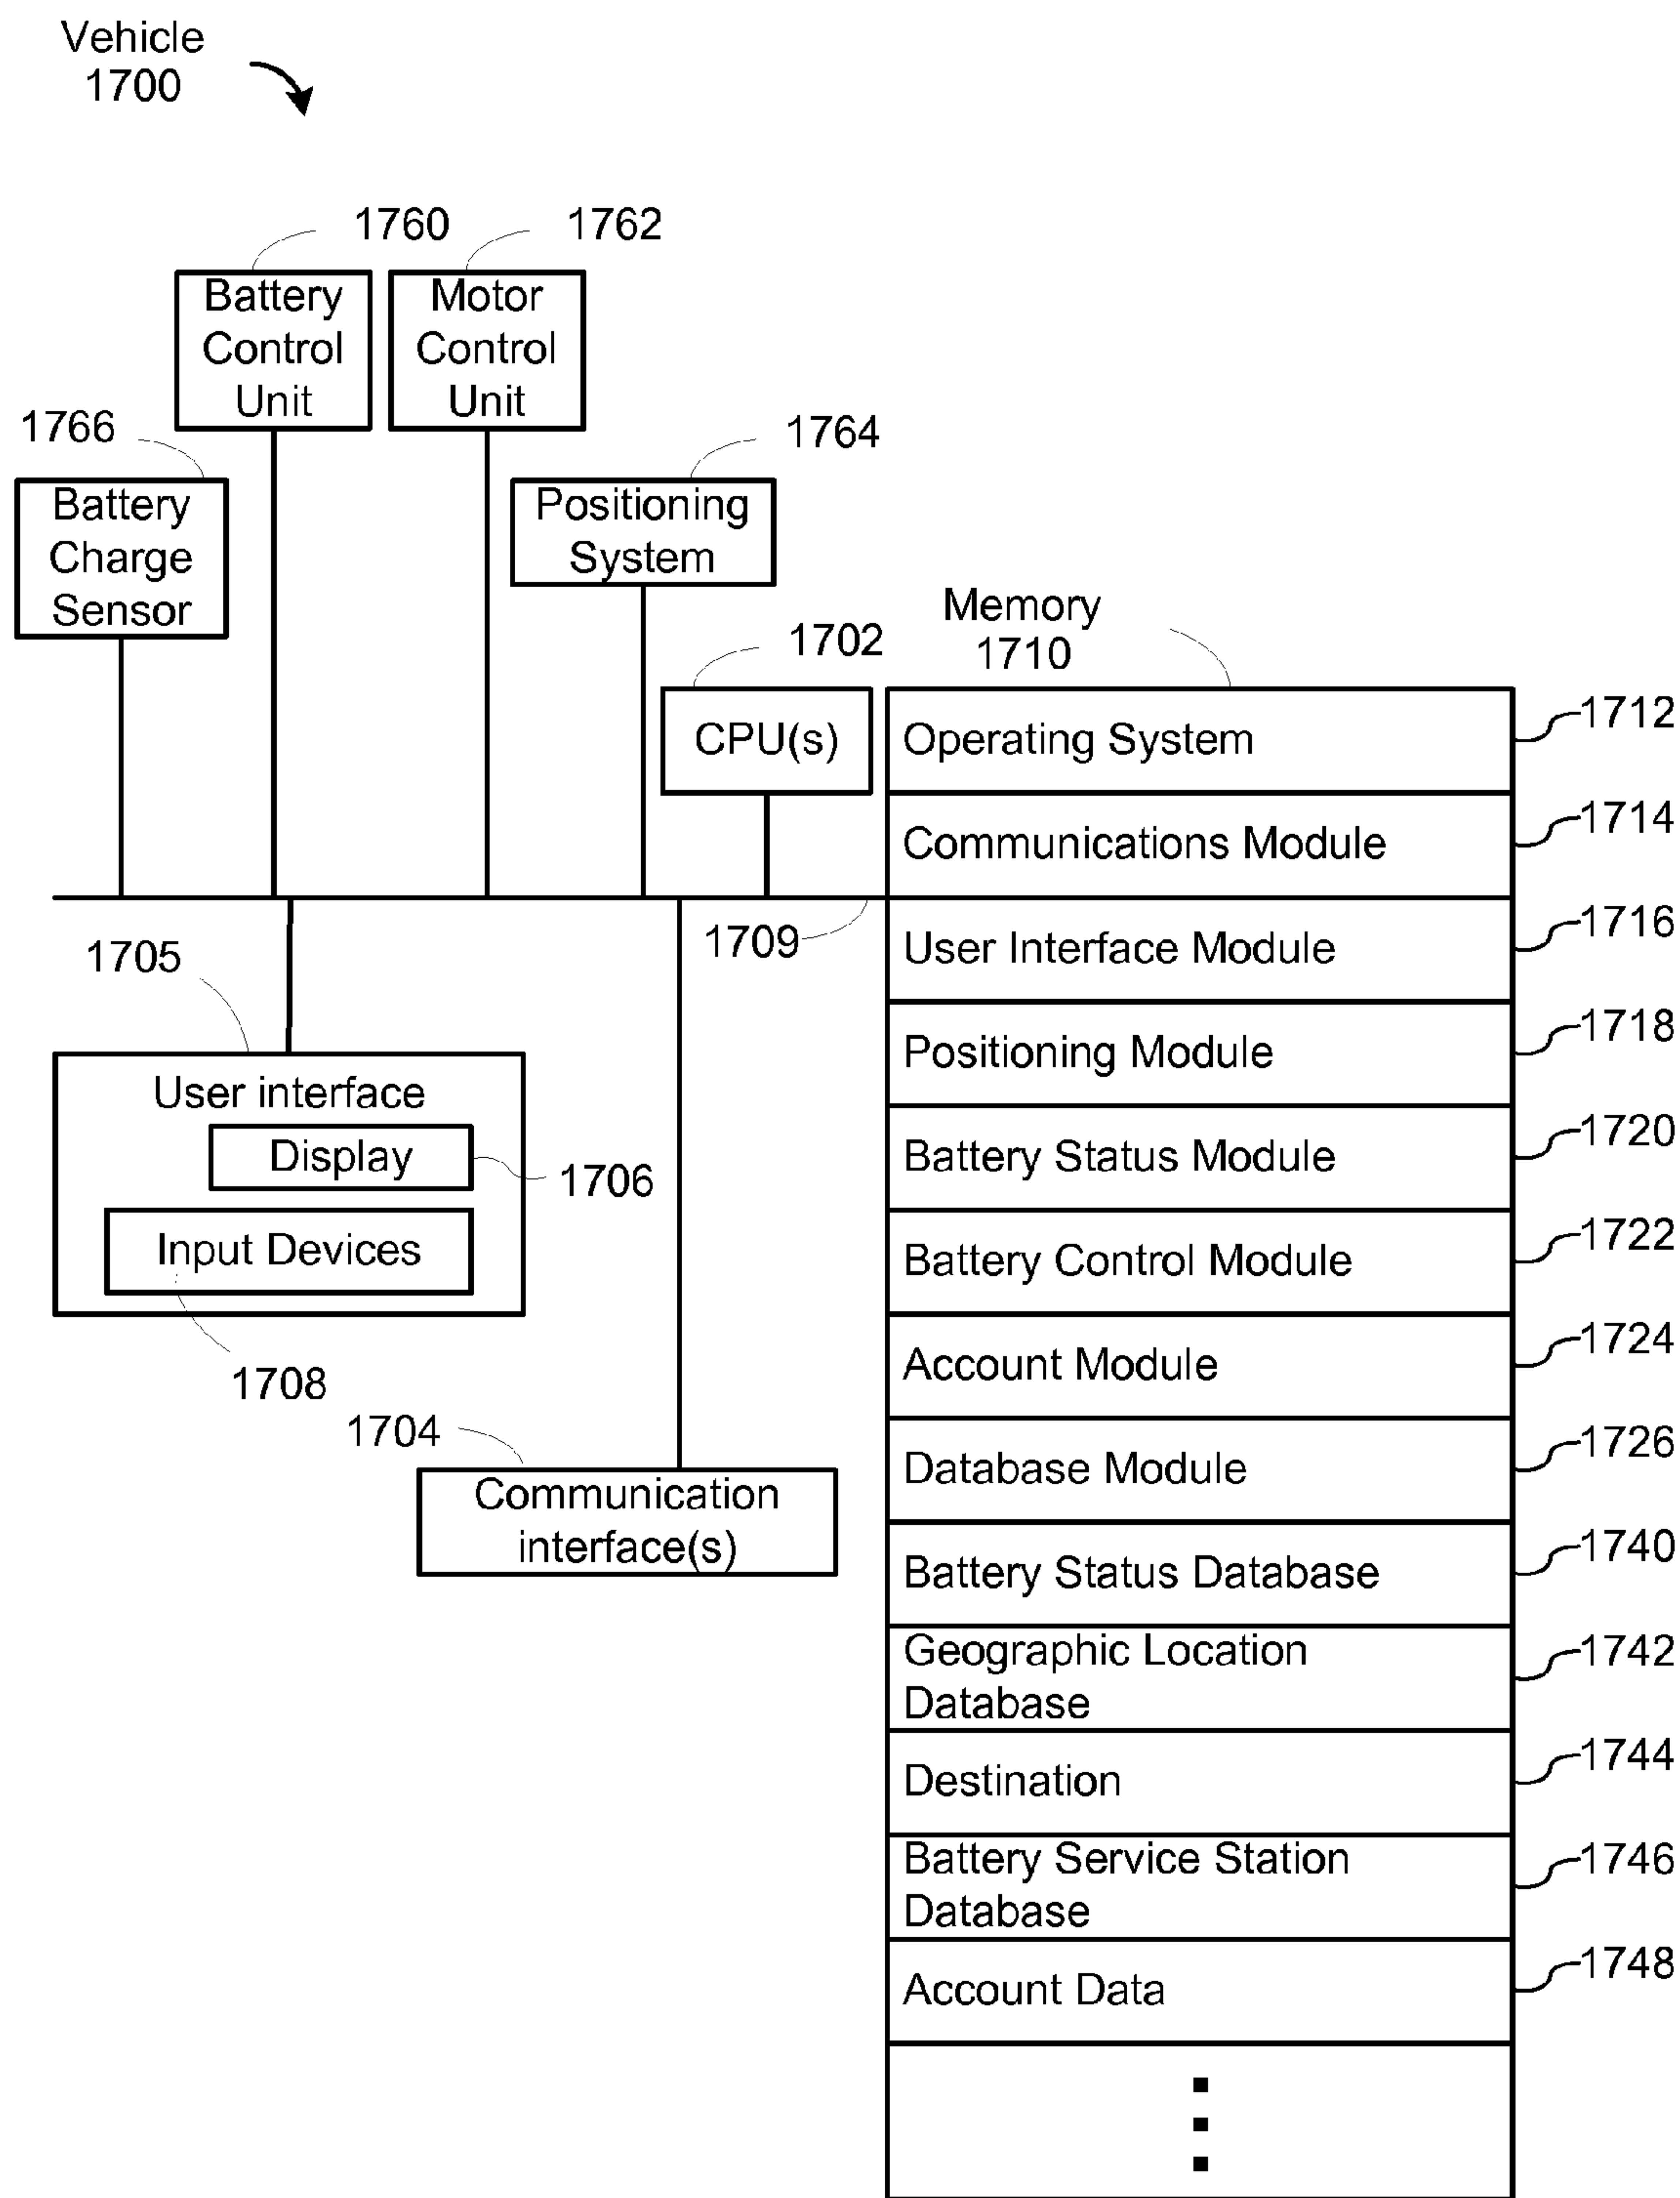 Vehicle
1700
1760
1762
Battery
Control
Unit
Motor
Control
Unit
1766
1764
Battery
Charge
Sensor
Positioning
System
Memory
1710
1702
CPU(s)
Operating System
1712
Communications Module
1714
1709
User Interface Module
1716
1705
Positioning Module
1718
User interface
Display
1706
Input Devices
1708
Battery Status Module
1720
Battery Control Module
1722
Account Module
1724
1704
Communication
interface(s)
Database Module
1726
Battery Status Database
1740
Geographic Location
Database
1742
Destination
1744
Battery Service Station
Database
1746
Account Data
1748